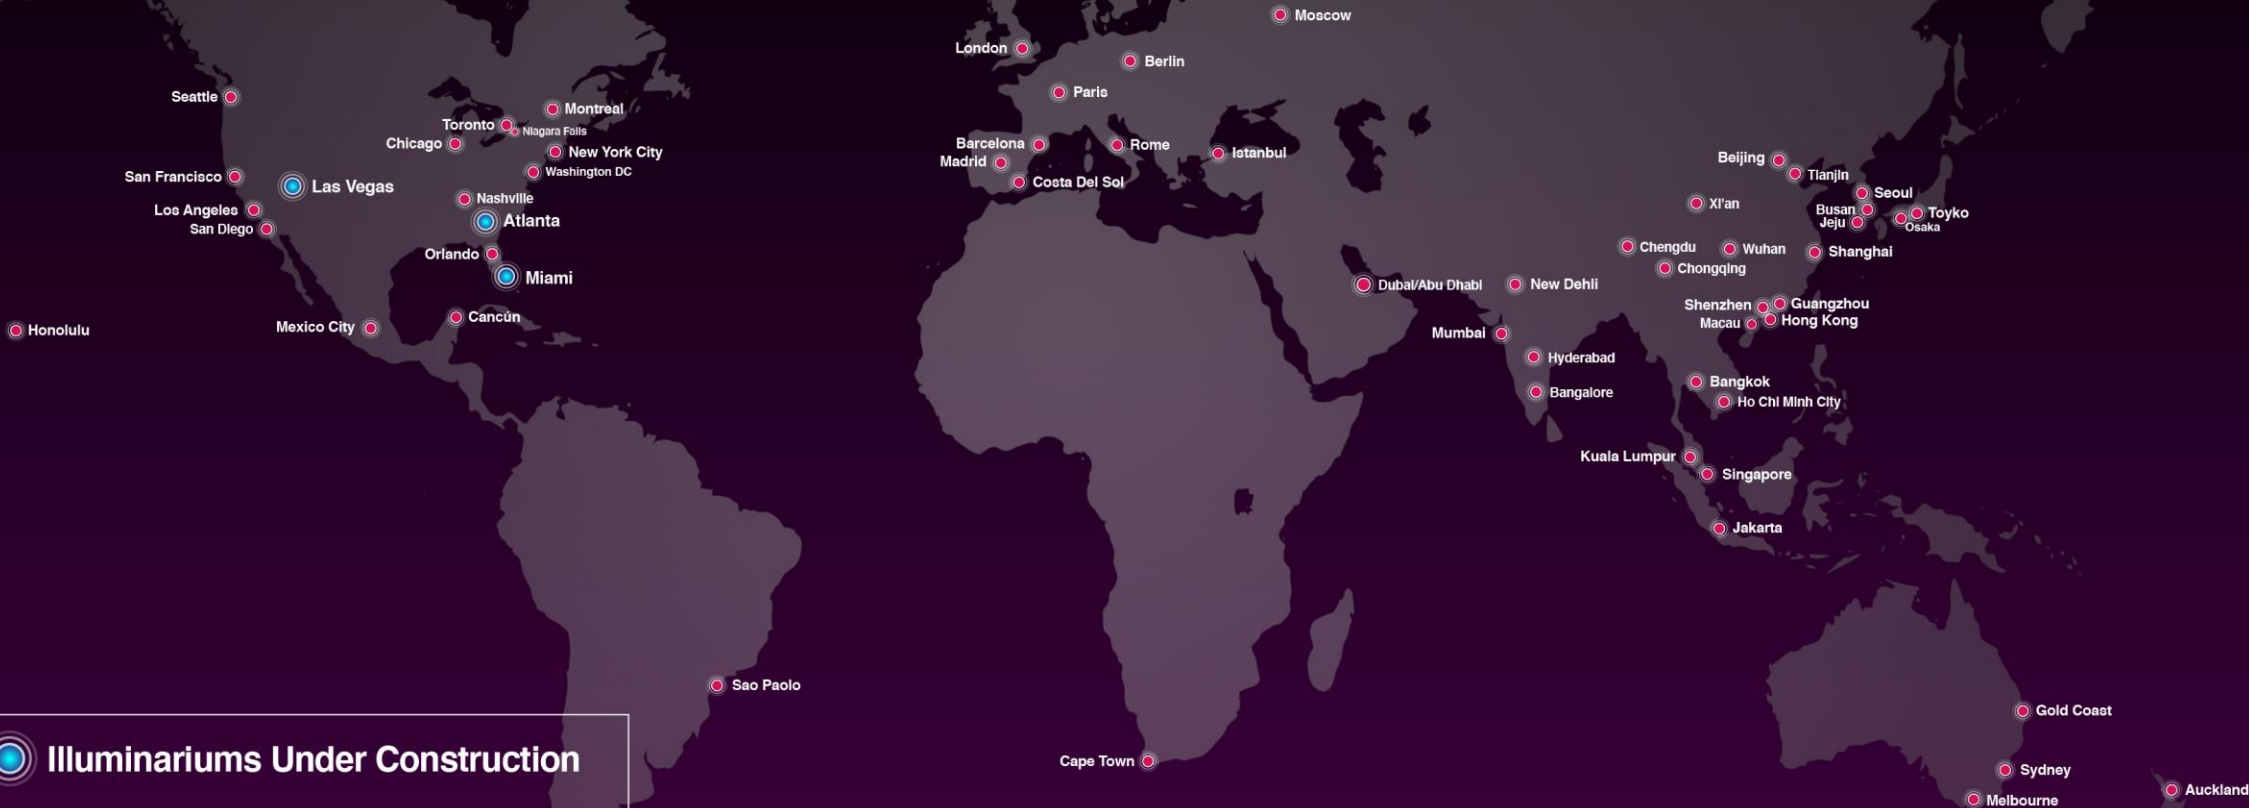 Moscow
London
Berlin
Paris
Seattle
Montreal
Toronto
Niagara Falls
Chicago
New York City
Washington DC
Barcelona
Rome
Madrid
Istanbul
Costa Del Sol
San Francisco
Las Vegas
Nashville
Los Angeles
Atlanta
San Diego
Orlando
Miami
Beijing
Tianjin
Seoul
Xi'an
Busan
Toyko
Jeju
Osaka
Chengdu
Wuhan
Shanghai
Chongqing
Dubai/Abu Dhabi
New Dehli
Shenzhen
Guangzhou
Macau
Hong Kong
Honolulu
Mexico City
Cancún
Mumbai
Hyderabad
Bangkok
Bangalore
Ho Chi Minh City
Kuala Lumpur
Singapore
Jakarta
Sao Paolo
Gold Coast
Illuminariums Under Construction
Cape Town
Sydney
Auckland
Melbourne